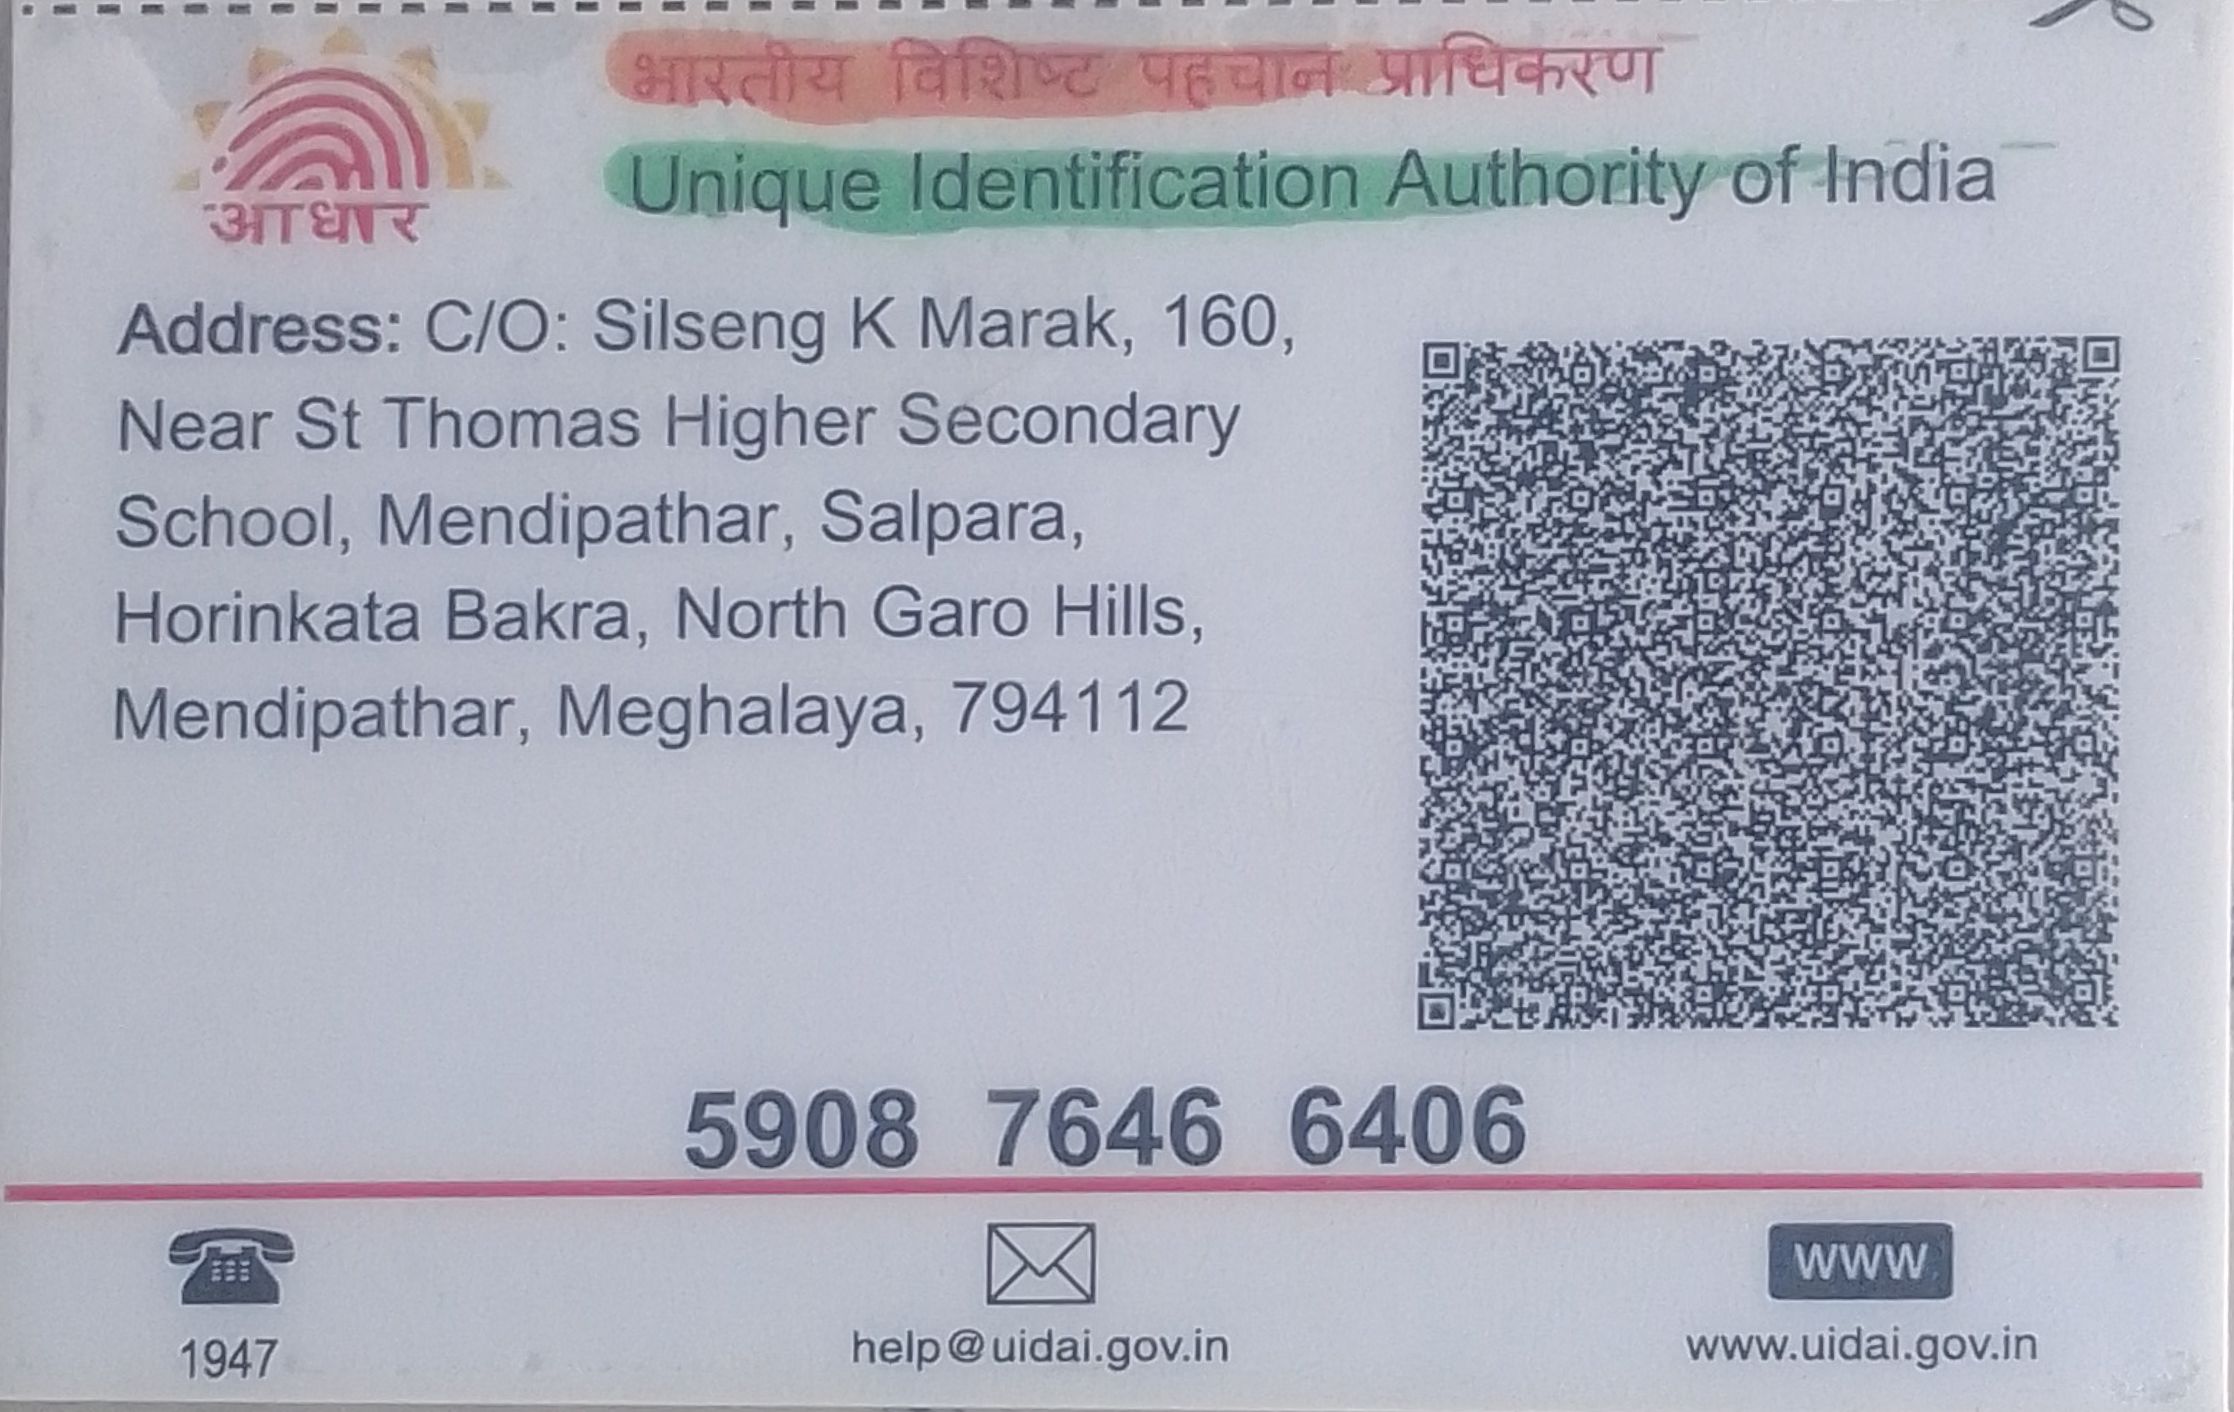 भारतीय विशिष्ट पहचान प्राधिकरण
Unique Identification Authority of India
आधार
Address: C/O: Silseng K Marak, 160,
Near St Thomas Higher Secondary
School, Mendipathar, Salpara,
Horinkata Bakra, North Garo Hills,
Mendipathar, Meghalaya, 794112
5908 7646 6406
1947
help@uidai.gov.in
www
www.uidai.gov.in